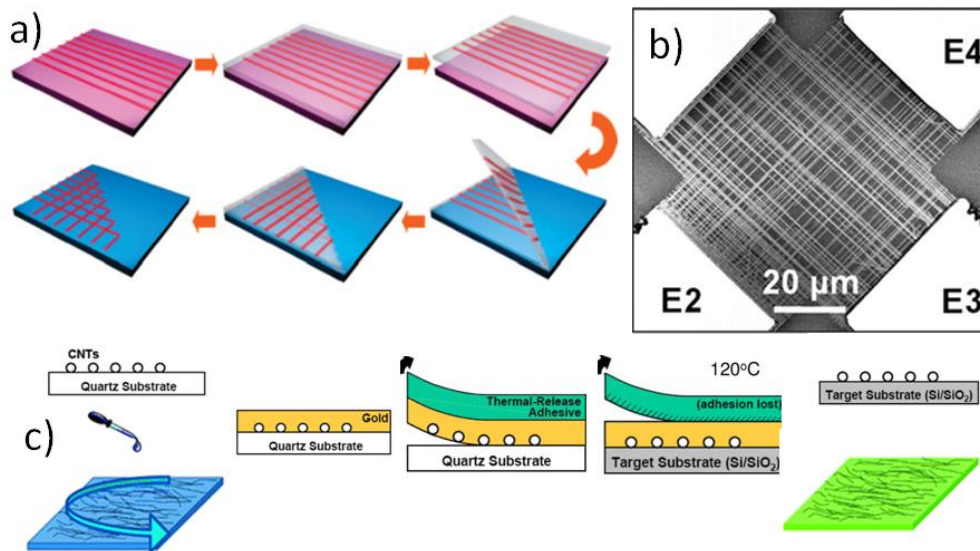 a)
b)
E4
E2
20 µm
E3
c)
CNTs
Quartz Substrate
Gold
Quartz Substrate
Thermal-Release
Adhesive
Quartz Substrate
120°C
(adhesion lost)
Target Substrate (Si/SiO₂)
Target Substrate (Si/SiO₂)